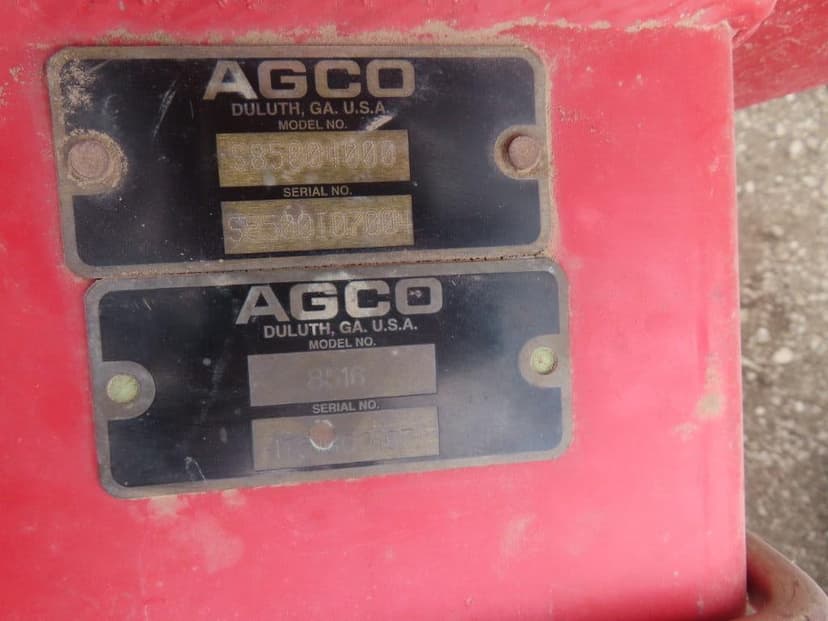 AGCO
DULUTH, GA. U.S.A.
MODEL NO.
SERIAL NO.
AGCO
DULUTH, GA. U.S.A.
MODEL NO.
8516
SERIAL NO.